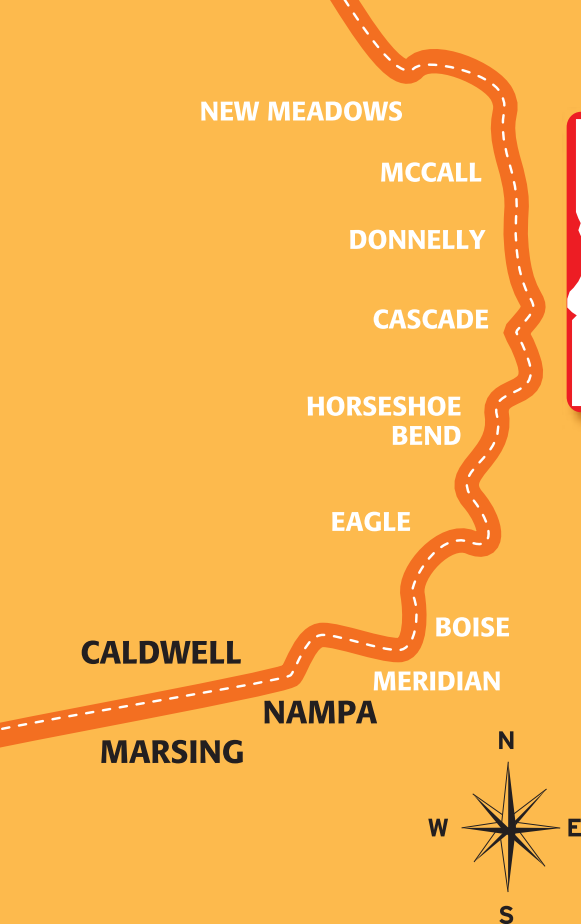 NEW MEADOWS
MCCALL
DONNELLY
CASCADE
HORSESHOE
BEND
EAGLE
BOISE
CALDWELL
MERIDIAN
NAMPA
MARSING
N
W
E
S